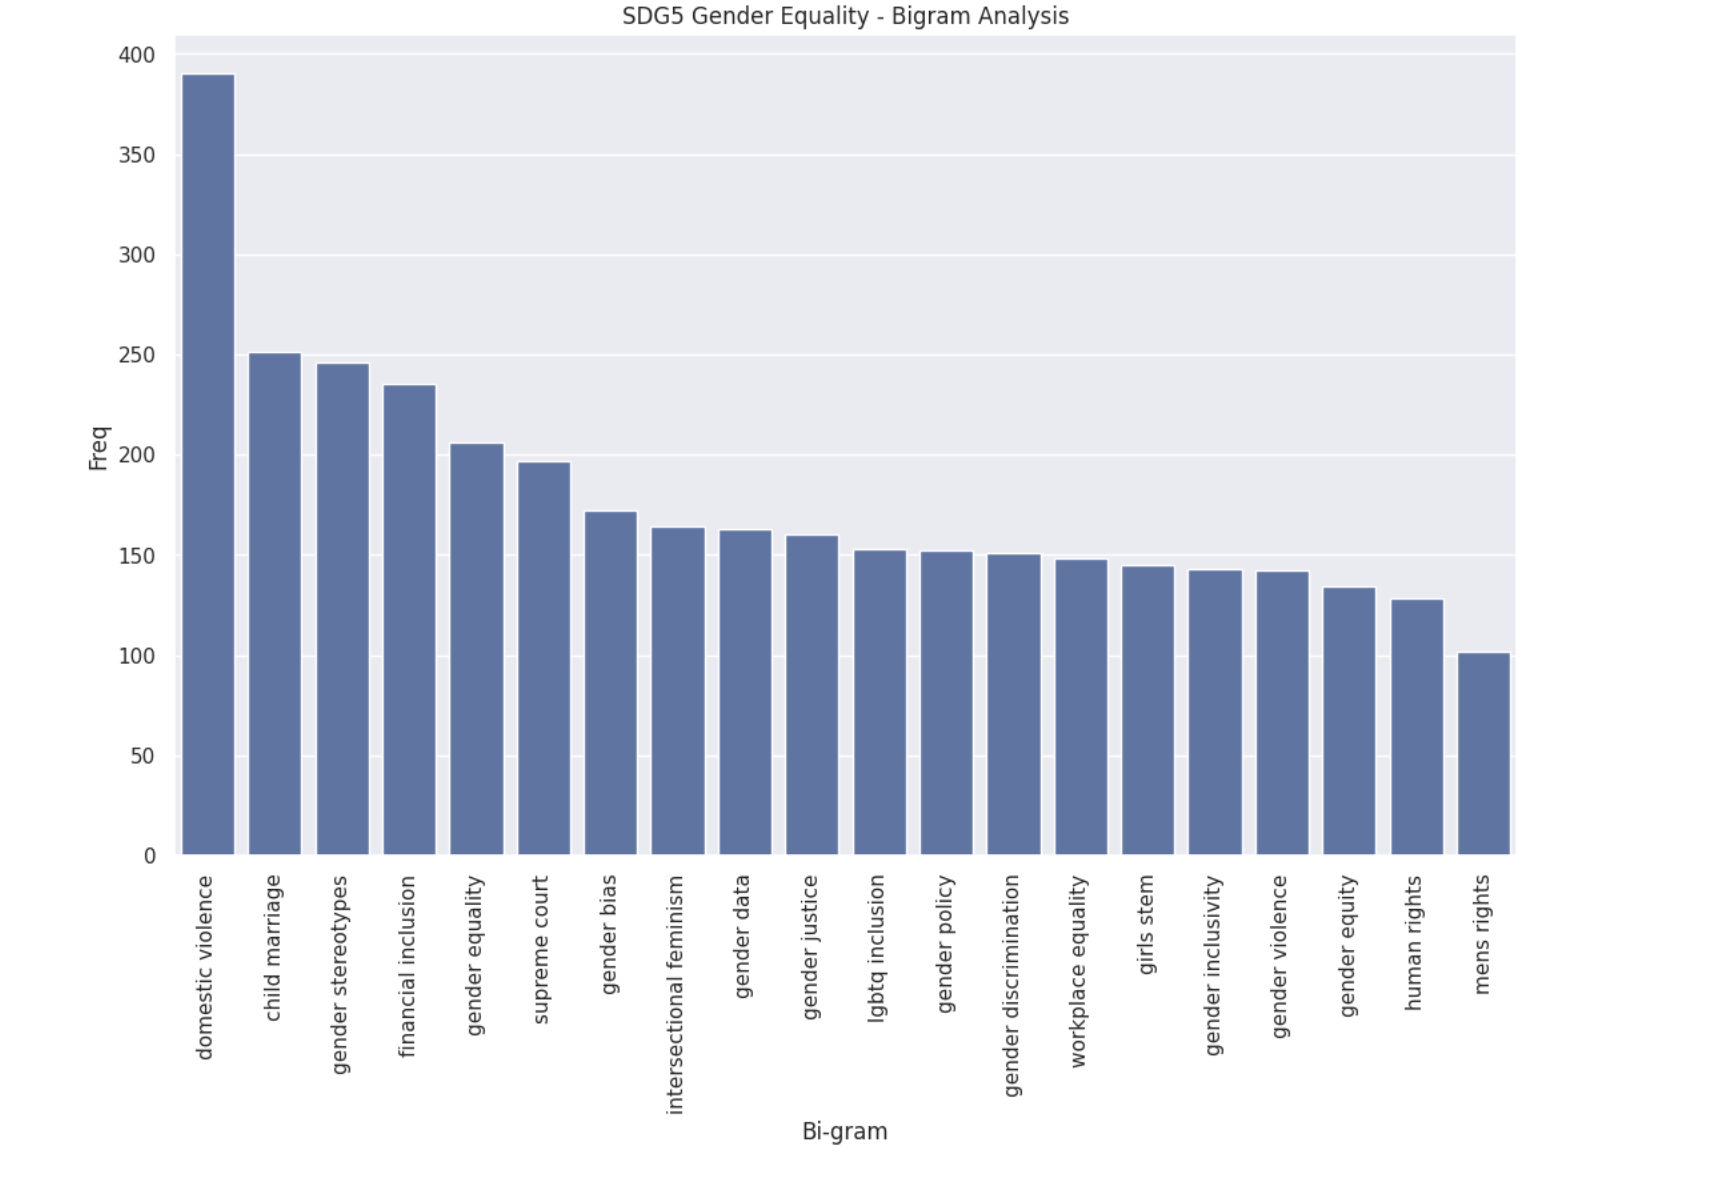 SDG5 Gender Equality - Bigram Analysis
400
350
300
250
200
150
100
50
0
Freq
domestic violence
child marriage
gender stereotypes
financial inclusion
gender equality
supreme court
gender bias
intersectional feminism
gender data
gender justice
lgbtq inclusion
gender policy
gender discrimination
workplace equality
girls stem
gender inclusivity
gender violence
gender equity
human rights
mens rights
Bi-gram